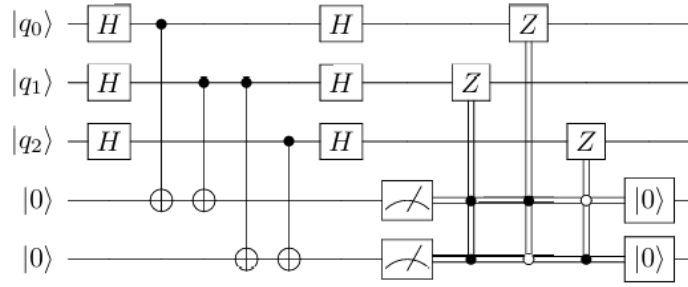 |q₀⟩ H H Z
|q₁⟩ H H Z
|q₂⟩ H H Z
|0⟩ |0⟩
|0⟩ |0⟩